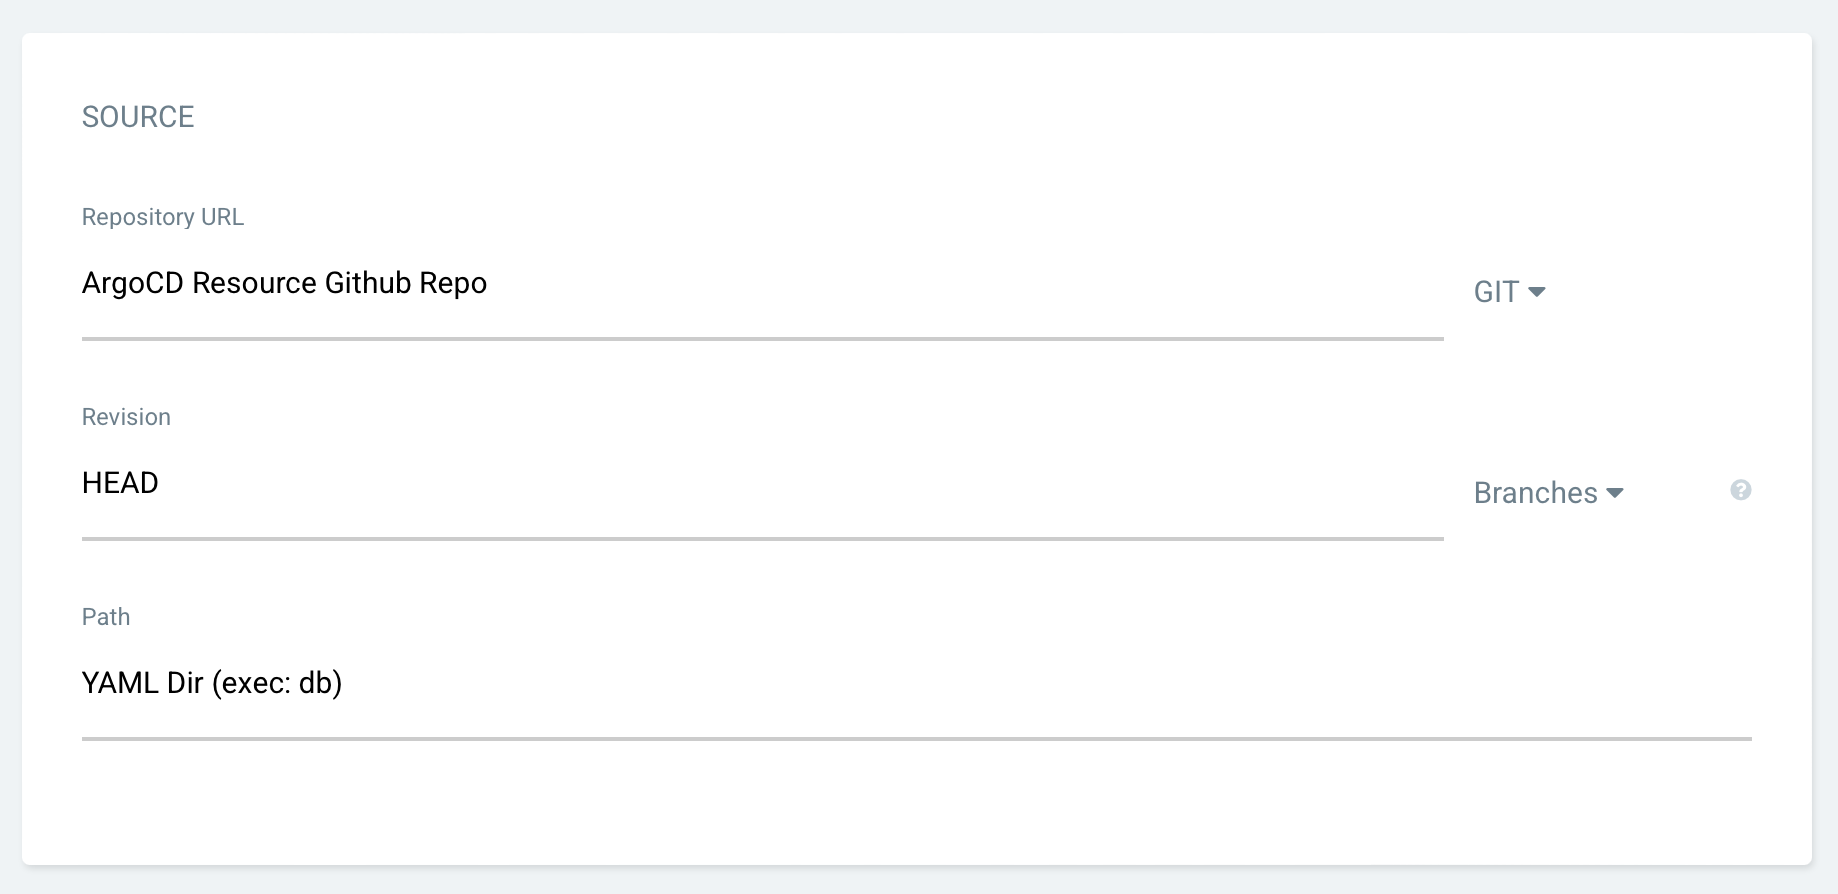 SOURCE
Repository URL
ArgoCD Resource Github Repo
GIT
Revision
HEAD
Branches
?
Path
YAML Dir (exec: db)